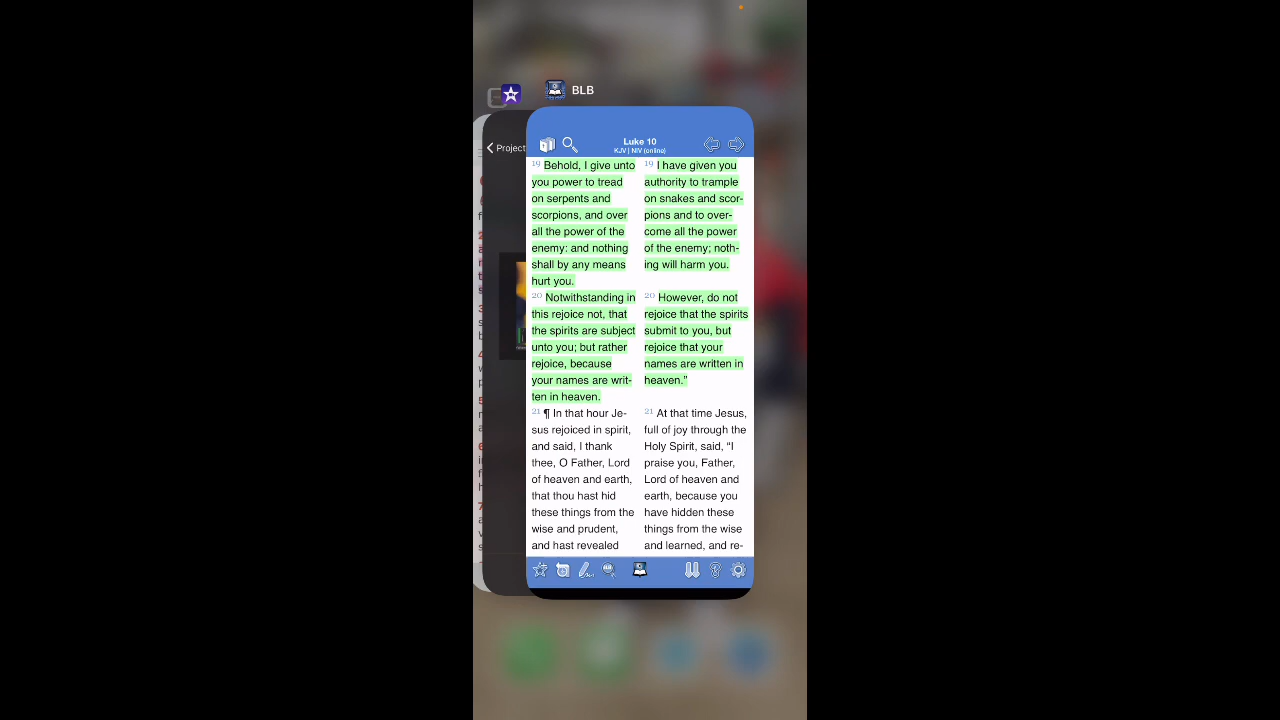 BLB
Project
Luke 10
KJV | NIV (online)
19 Behold, I give unto
you power to tread
on serpents and
scorpions, and over
all the power of the
enemy: and nothing
shall by any means
hurt you.
20 Notwithstanding in
this rejoice not, that
the spirits are subject
unto you; but rather
rejoice, because
your names are writ-
ten in heaven.
21 ¶ In that hour Je-
sus rejoiced in spirit,
and said, I thank
thee, O Father, Lord
of heaven and earth,
that thou hast hid
these things from the
wise and prudent,
and hast revealed
19 I have given you
authority to trample
on snakes and scor-
pions and to over-
come all the power
of the enemy; noth-
ing will harm you.
20 However, do not
rejoice that the spirits
submit to you, but
rejoice that your
names are written in
heaven.”
21 At that time Jesus,
full of joy through the
Holy Spirit, said, “I
praise you, Father,
Lord of heaven and
earth, because you
have hidden these
things from the wise
and learned, and re-